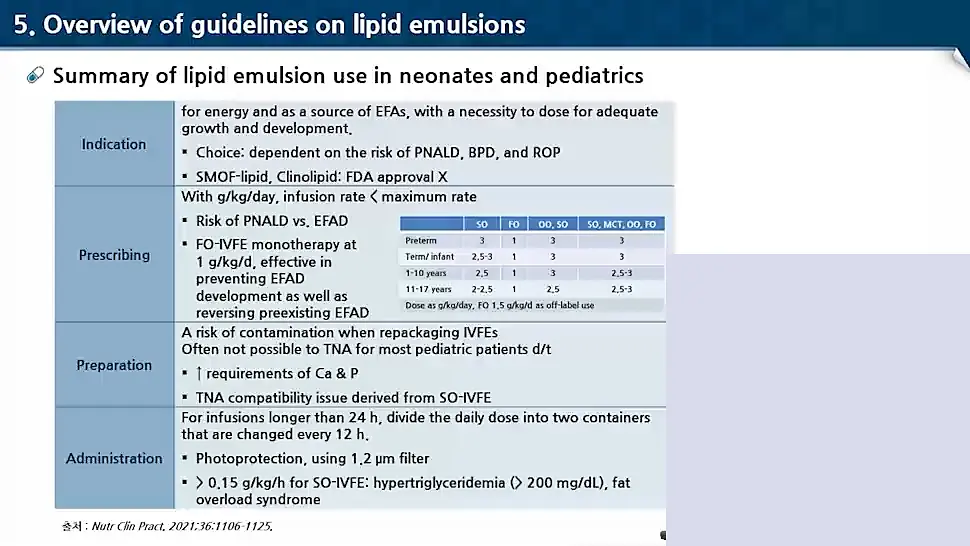 5. Overview of guidelines on lipid emulsions
Summary of lipid emulsion use in neonates and pediatrics
Indication
for energy and as a source of EFAs, with a necessity to dose for adequate
growth and development.
▪ Choice: dependent on the risk of PNALD, BPD, and ROP
▪ SMOF-lipid, Clinolipid: FDA approval X
Prescribing
With g/kg/day, infusion rate < maximum rate
▪ Risk of PNALD vs. EFAD
▪ FO-IVFE monotherapy at
1 g/kg/d, effective in
preventing EFAD
development as well as
reversing preexisting EFAD
SO FO OO, SO SO, MCT, OO, FO
Preterm 3 1 3 3
Term/ infant 2.5-3 1 3 3
1-10 years 2.5 1 3 2.5-3
11-17 years 2-2.5 1 2.5 2.5-3
Dose as g/kg/day, FO 1.5 g/kg/d as off-label use
Preparation
A risk of contamination when repackaging IVFEs
Often not possible to TNA for most pediatric patients d/t
▪ ↑ requirements of Ca & P
▪ TNA compatibility issue derived from SO-IVFE
Administration
For infusions longer than 24 h, divide the daily dose into two containers
that are changed every 12 h.
▪ Photoprotection, using 1.2 μm filter
▪ > 0.15 g/kg/h for SO-IVFE: hypertriglyceridemia (> 200 mg/dL), fat
overload syndrome
출처 : Nutr Clin Pract. 2021;36:1106-1125.